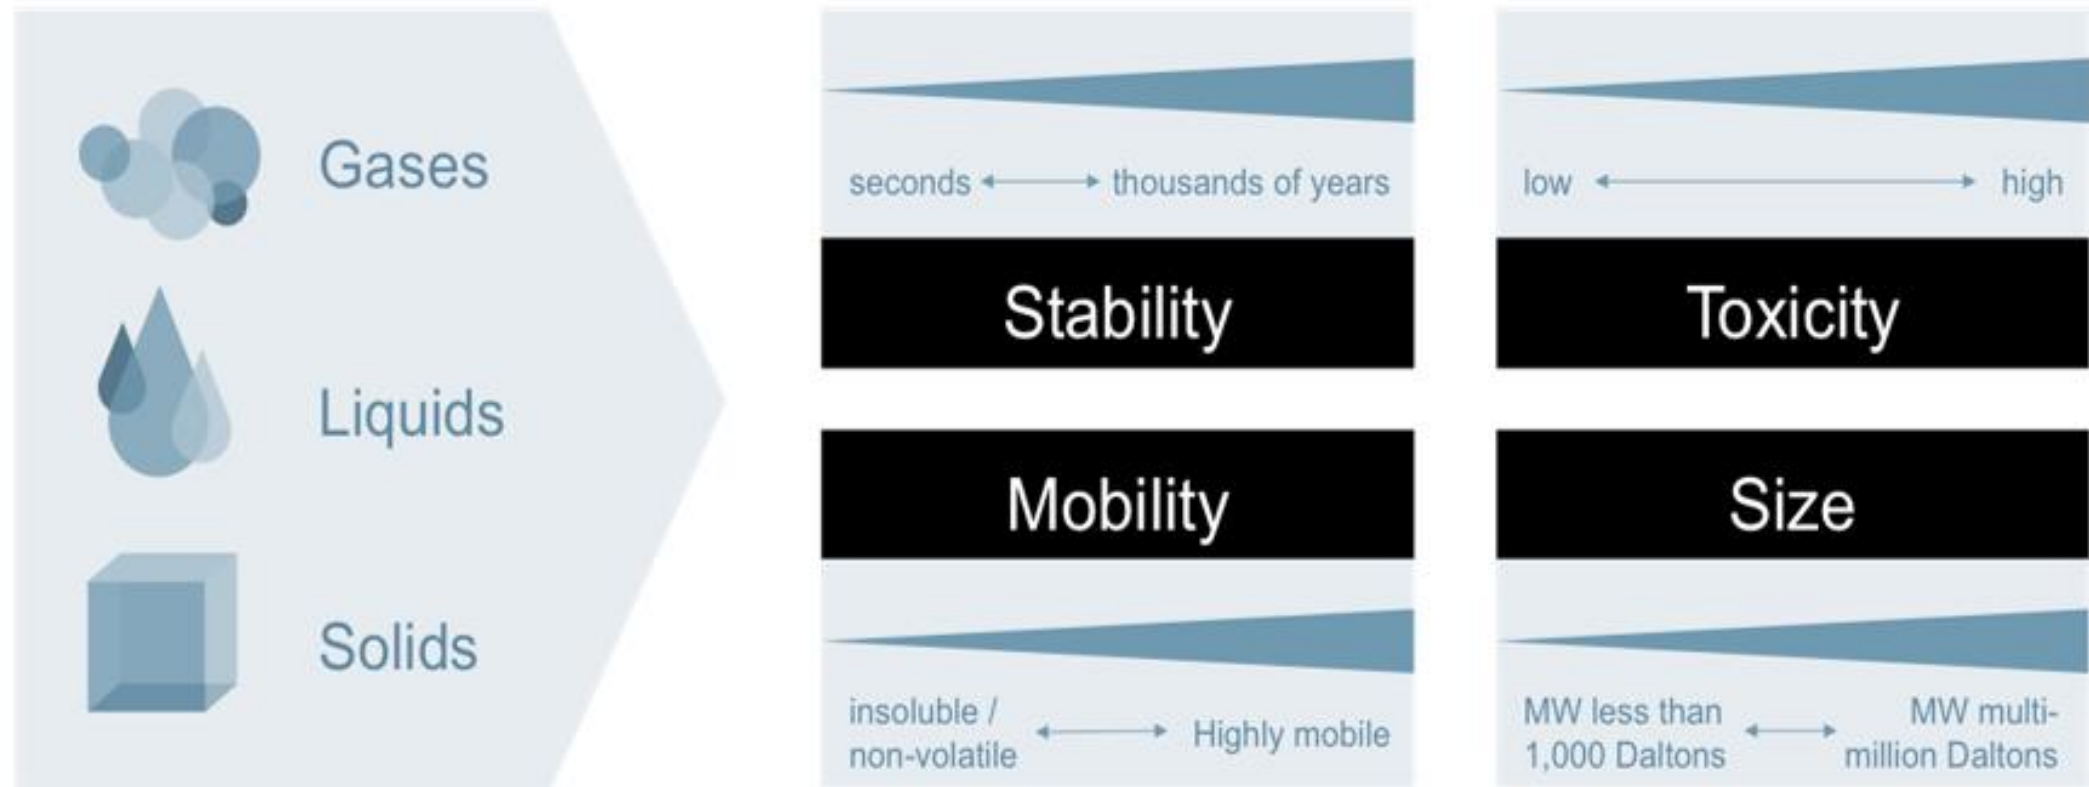 Gases
Liquids
Solids
seconds thousands of years
Stability
low high
Toxicity
Mobility
insoluble /
non-volatile
Highly mobile
Size
MW less than
1,000 Daltons
MW multi-
million Daltons